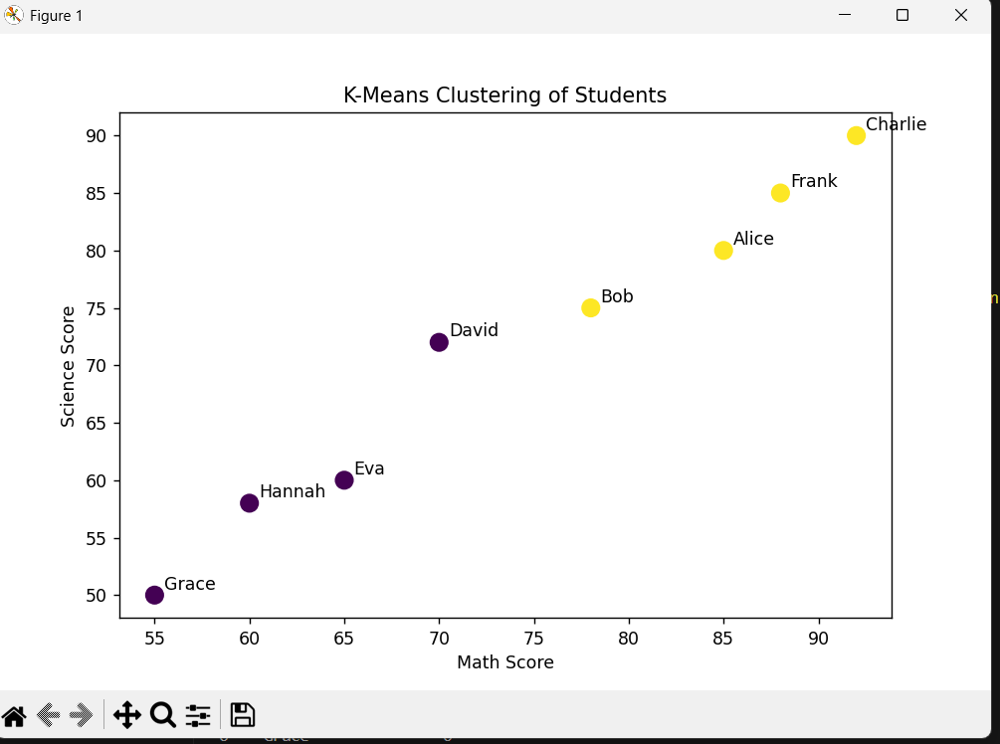 Figure 1
K-Means Clustering of Students
Charlie
90
Frank
85
Alice
80
Bob
75
David
70
Science Score
65
Eva
60
Hannah
55
Grace
50
55 60 65 70 75 80 85 90
Math Score